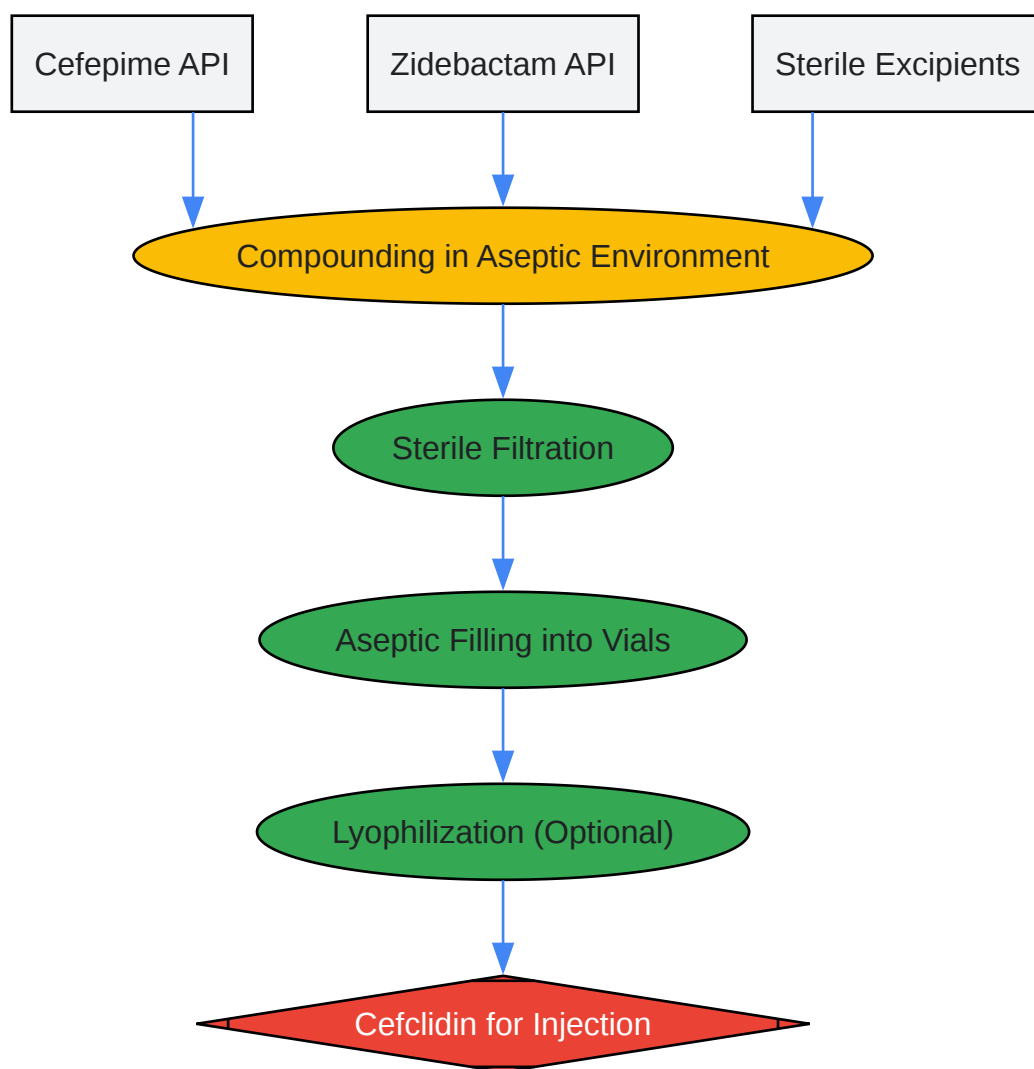 Cefepime API
Zidebactam API
Sterile Excipients
Compounding in Aseptic Environment
Sterile Filtration
Aseptic Filling into Vials
Lyophilization (Optional)
Cefclidin for Injection